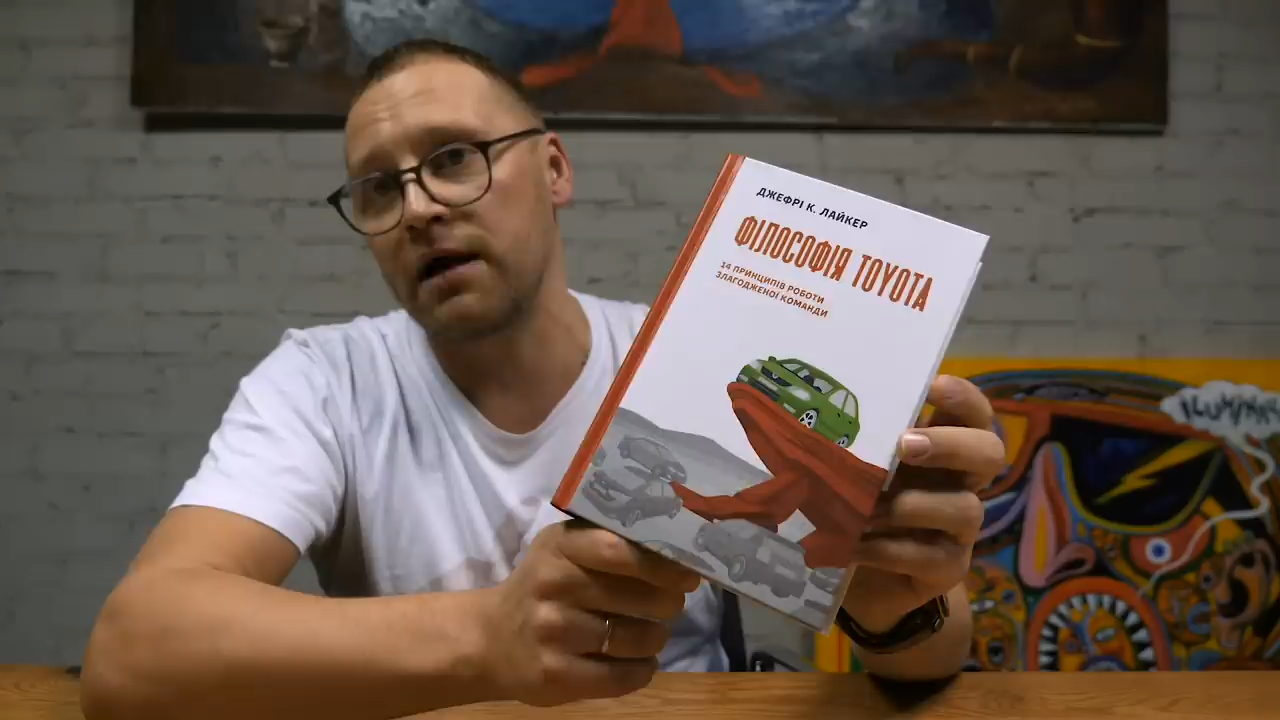 ДЖЕФРІ К. ЛАЙКЕР
ФІЛОСОФІЯ TOYOTA
14 ПРИНЦИПІВ РОБОТИ
ЗЛАГОДЖЕНОЇ КОМАНДИ